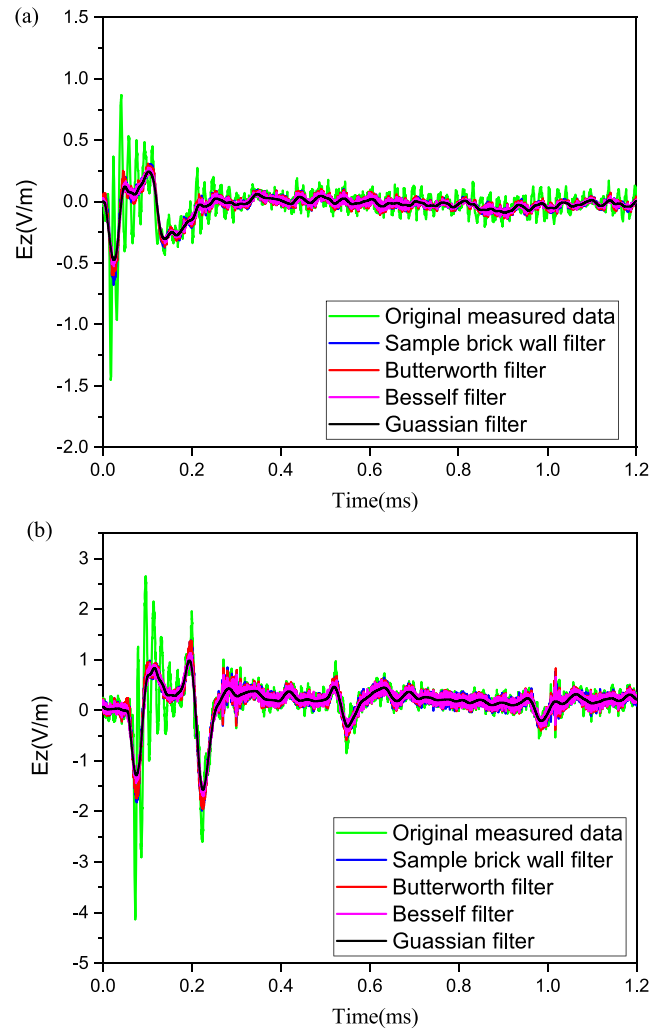 (a)
1.5
1.0
0.5
0.0
-0.5
-1.0
-1.5
-2.0
Ez(V/m)
Original measured data
Sample brick wall filter
Butterworth filter
Besself filter
Guassian filter
0.0 0.2 0.4 0.6 0.8 1.0 1.2
Time(ms)
(b)
3
2
1
0
-1
-2
-3
-4
-5
Ez(V/m)
Original measured data
Sample brick wall filter
Butterworth filter
Besself filter
Guassian filter
0.0 0.2 0.4 0.6 0.8 1.0 1.2
Time(ms)